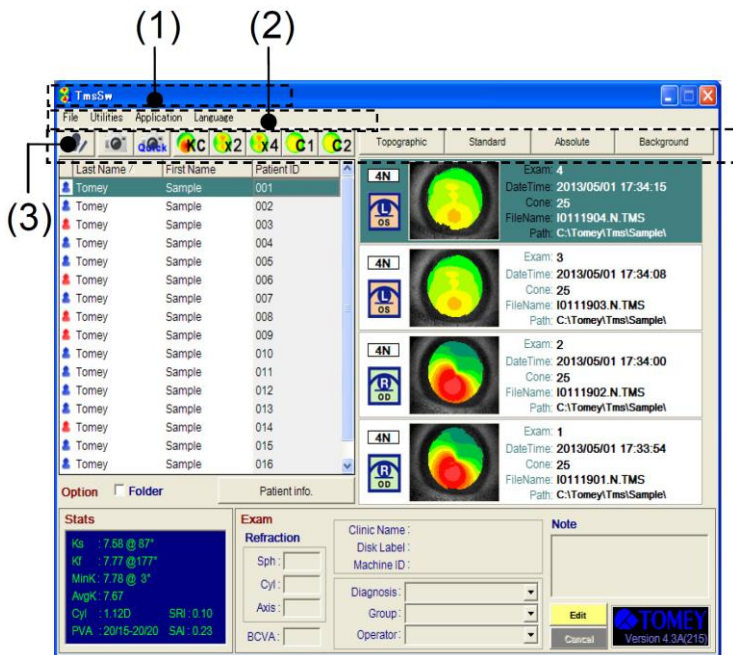 (1)
(2)
TmsSw
File Utilities Application Language
Quick KC x2 x4 C1 C2
Topographic Standard Absolute Background
(3)
Last Name / First Name Patient ID
Tomey Sample 001
Tomey Sample 002
Tomey Sample 003
Tomey Sample 004
Tomey Sample 005
Tomey Sample 006
Tomey Sample 007
Tomey Sample 008
Tomey Sample 009
Tomey Sample 010
Tomey Sample 011
Tomey Sample 012
Tomey Sample 013
Tomey Sample 014
Tomey Sample 015
Tomey Sample 016
4N
L
OS
Exam: 4
DateTime: 2013/05/01 17:34:15
Cone: 25
FileName: I0111904.N.TMS
Path: C:\Tomey\Tms\Sample\
4N
L
OS
Exam: 3
DateTime: 2013/05/01 17:34:08
Cone: 25
FileName: I0111903.N.TMS
Path: C:\Tomey\Tms\Sample\
4N
R
OD
Exam: 2
DateTime: 2013/05/01 17:34:00
Cone: 25
FileName: I0111902.N.TMS
Path: C:\Tomey\Tms\Sample\
4N
R
OD
Exam: 1
DateTime: 2013/05/01 17:33:54
Cone: 25
FileName: I0111901.N.TMS
Path: C:\Tomey\Tms\Sample\
Option Folder Patient info.
Stats
Ks : 7.58 @ 87°
Kf : 7.77 @177°
MinK : 7.78 @ 3°
AvgK : 7.67
Cyl : 1.12D SRI : 0.10
PVA : 20/15-20/20 SAI : 0.23
Exam
Refraction
Sph :
Cyl :
Axis :
BCVA :
Clinic Name :
Disk Label :
Machine ID :
Diagnosis :
Group :
Operator :
Note
Edit
Cancel
TOMEY
Version 4.3A(215)